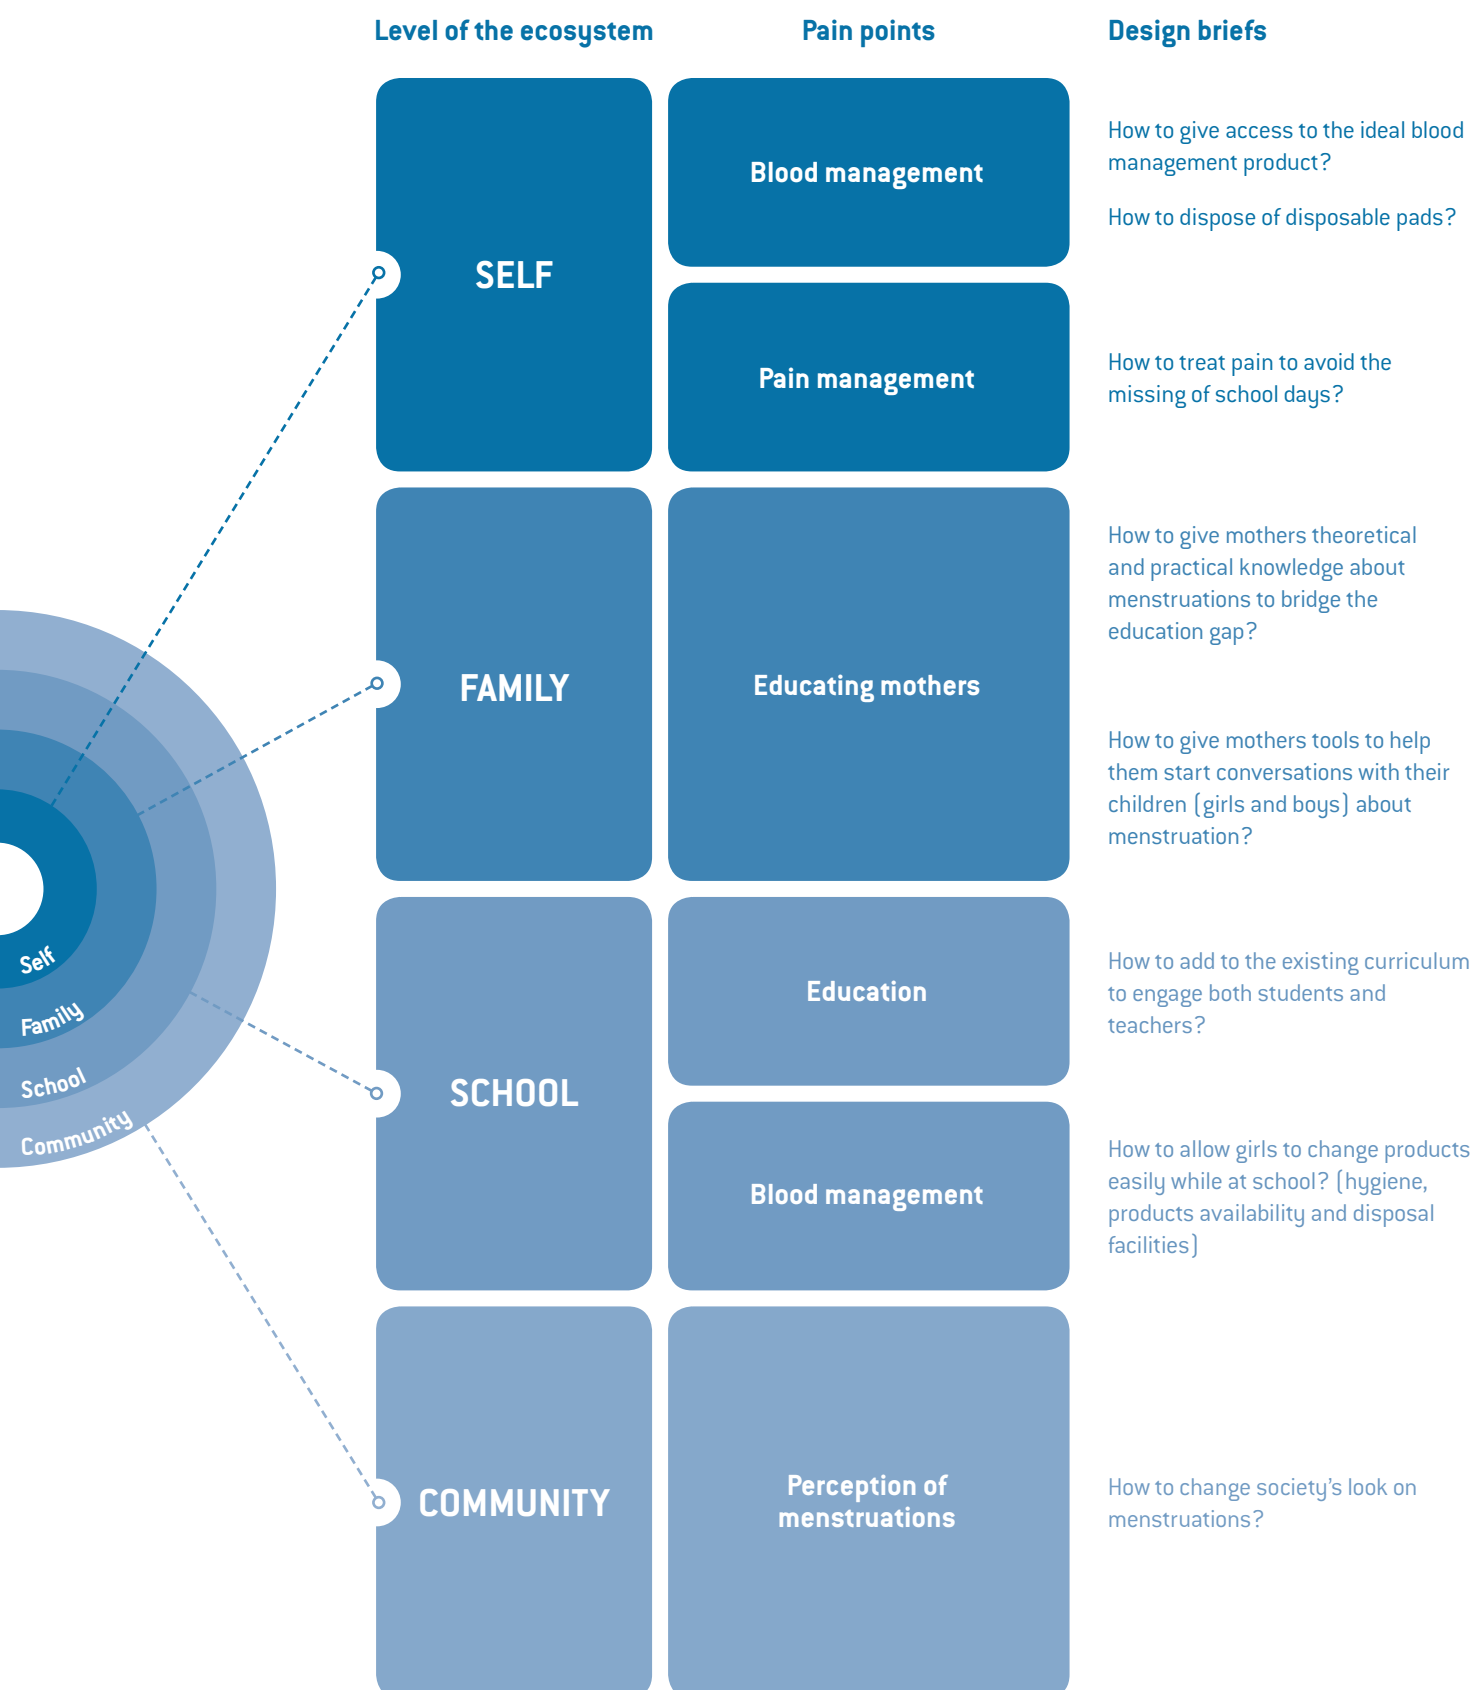 Level of the ecosystem
Pain points
Design briefs
SELF
Blood management
How to give access to the ideal blood
management product?
How to dispose of disposable pads?
Pain management
How to treat pain to avoid the
missing of school days?
FAMILY
Educating mothers
How to give mothers theoretical
and practical knowledge about
menstruations to bridge the
education gap?
How to give mothers tools to help
them start conversations with their
children (girls and boys) about
menstruation?
SCHOOL
Education
How to add to the existing curriculum
to engage both students and
teachers?
Blood management
How to allow girls to change products
easily while at school? (hygiene,
products availability and disposal
facilities)
COMMUNITY
Perception of
menstruations
How to change society’s look on
menstruations?
Self
Family
School
Community